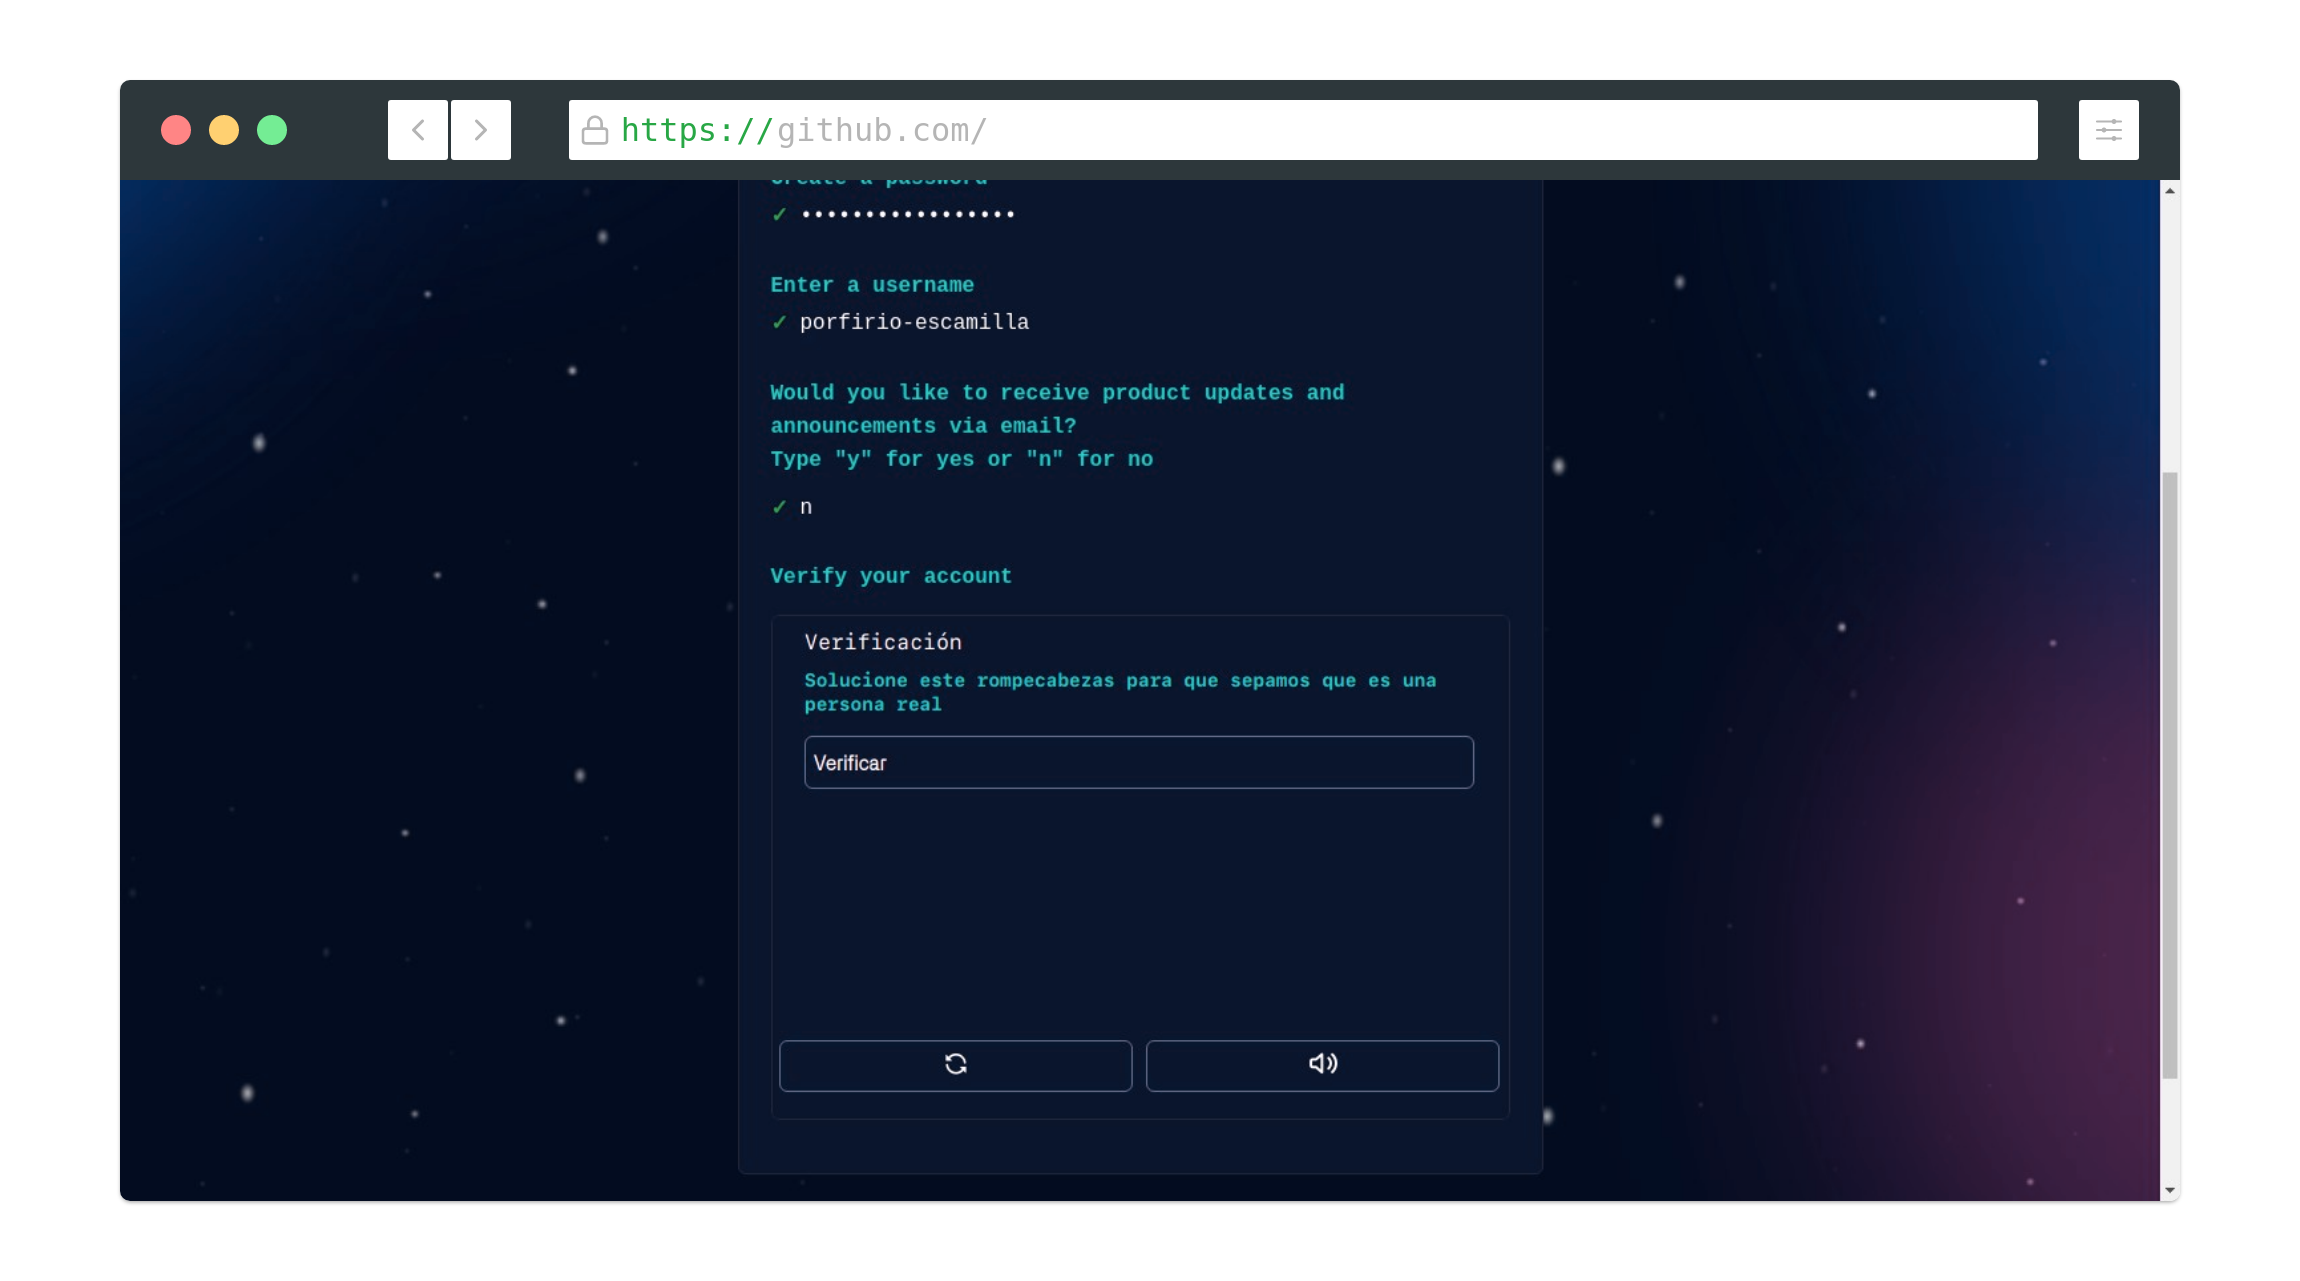 https://github.com/
Create a password
✓ •••••••••••••••••
Enter a username
✓ porfirio-escamilla
Would you like to receive product updates and
announcements via email?
Type "y" for yes or "n" for no
✓ n
Verify your account
Verificación
Solucione este rompecabezas para que sepamos que es una
persona real
Verificar